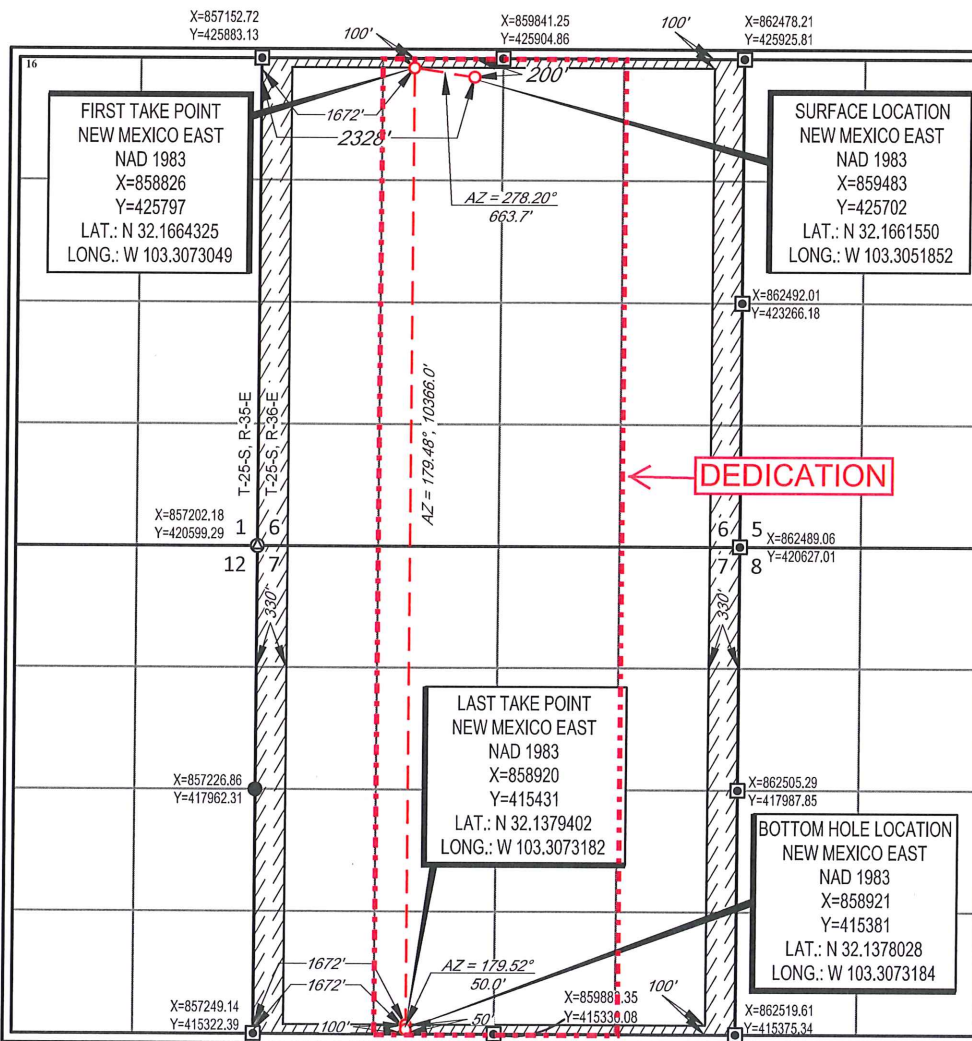 X=857152.72
Y=425883.13
X=859841.25
Y=425904.86
X=862478.21
Y=425925.81
100'
100'
16
200'
1672'
2328'
FIRST TAKE POINT
NEW MEXICO EAST
NAD 1983
X=858826
Y=425797
LAT.: N 32.1664325
LONG.: W 103.3073049
SURFACE LOCATION
NEW MEXICO EAST
NAD 1983
X=859483
Y=425702
LAT.: N 32.1661550
LONG.: W 103.3051852
AZ = 278.20°
663.7'
X=862492.01
Y=423266.18
T-25-S, R-35-E
T-25-S, R-36-E
AZ = 179.48°, 10366.0'
DEDICATION
X=857202.18
Y=420599.29
1 6
12 7
6 5
7 8
X=862489.06
Y=420627.01
330'
330'
LAST TAKE POINT
NEW MEXICO EAST
NAD 1983
X=858920
Y=415431
LAT.: N 32.1379402
LONG.: W 103.3073182
X=857226.86
Y=417962.31
X=862505.29
Y=417987.85
BOTTOM HOLE LOCATION
NEW MEXICO EAST
NAD 1983
X=858921
Y=415381
LAT.: N 32.1378028
LONG.: W 103.3073184
1672'
1672'
AZ = 179.52°
50.0'
X=857249.14
Y=415322.39
100'
50'
Y=415330.08
100'
X=862519.61
Y=415375.34